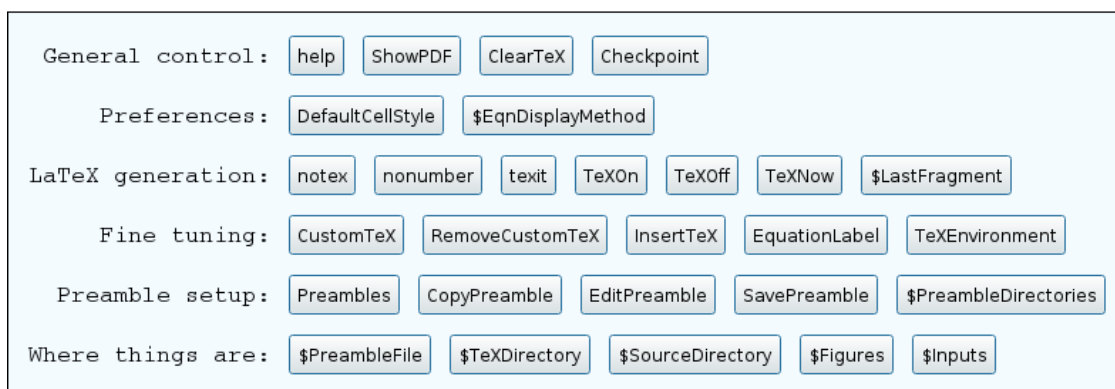 General control: help ShowPDF ClearTeX Checkpoint
Preferences: DefaultCellStyle $EqnDisplayMethod
LaTeX generation: notex nonumber texit TeXOn TeXOff TeXNow $LastFragment
Fine tuning: CustomTeX RemoveCustomTeX InsertTeX EquationLabel TeXEnvironment
Preamble setup: Preambles CopyPreamble EditPreamble SavePreamble $PreambleDirectories
Where things are: $PreambleFile $TeXDirectory $SourceDirectory $Figures $Inputs